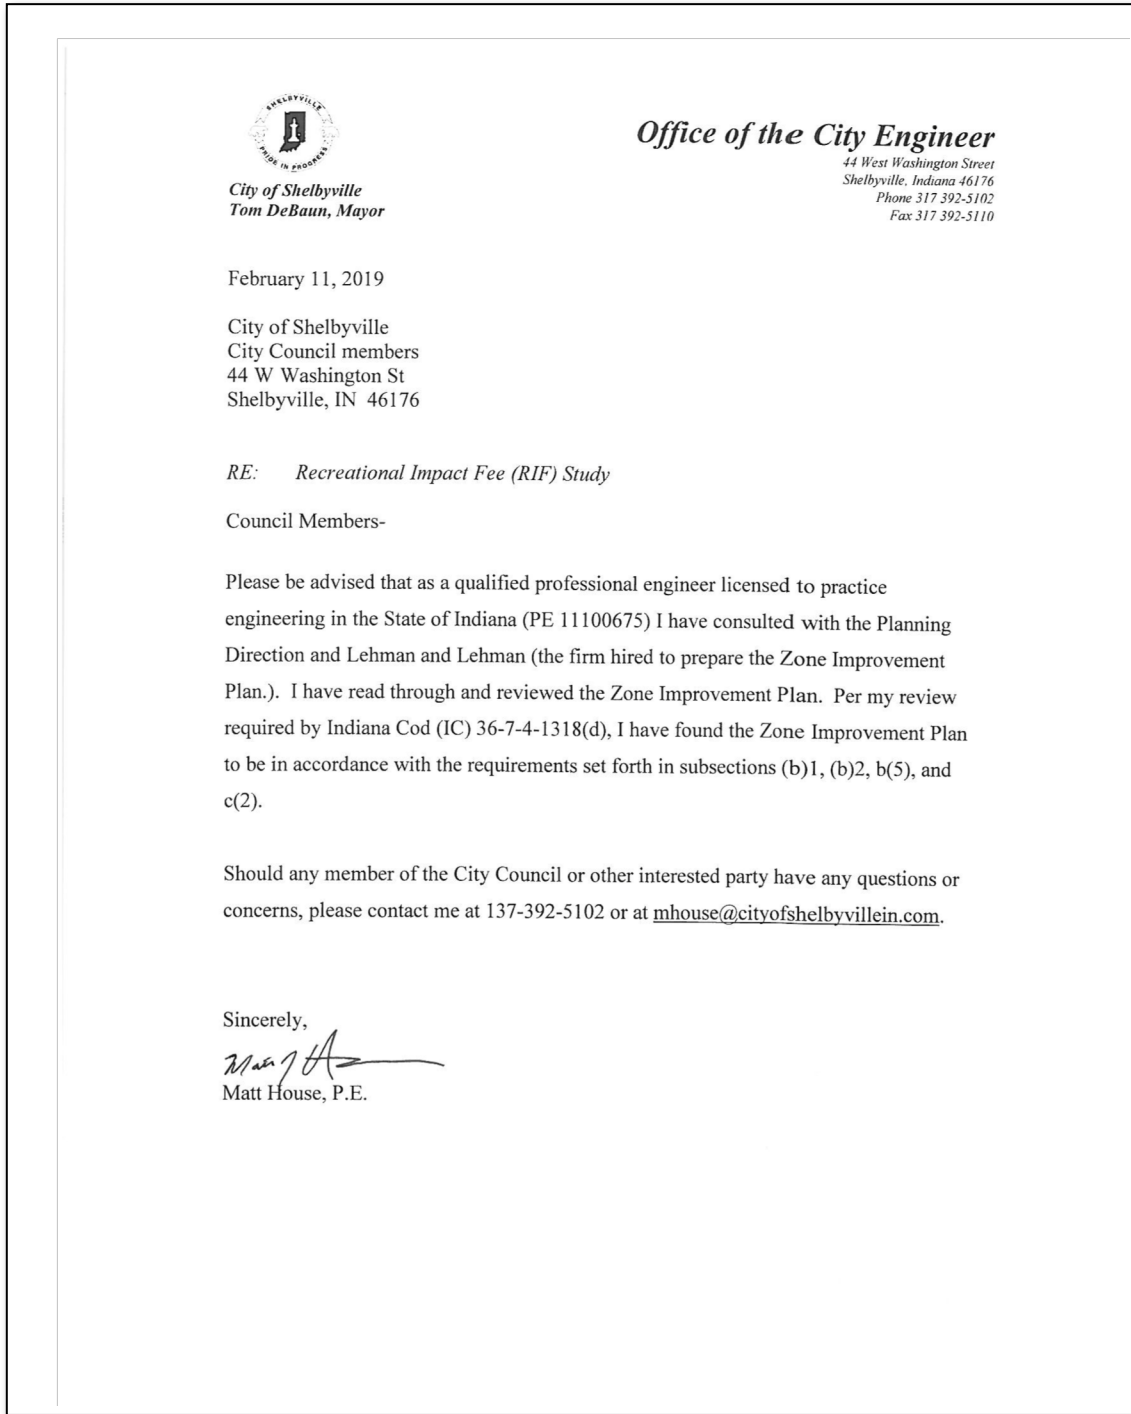 SHELBYVILLE
PRIDE IN PROGRESS
City of Shelbyville
Tom DeBaun, Mayor
Office of the City Engineer
44 West Washington Street
Shelbyville, Indiana 46176
Phone 317 392-5102
Fax 317 392-5110
February 11, 2019
City of Shelbyville
City Council members
44 W Washington St
Shelbyville, IN 46176
RE: Recreational Impact Fee (RIF) Study
Council Members-
Please be advised that as a qualified professional engineer licensed to practice
engineering in the State of Indiana (PE 11100675) I have consulted with the Planning
Direction and Lehman and Lehman (the firm hired to prepare the Zone Improvement
Plan.). I have read through and reviewed the Zone Improvement Plan. Per my review
required by Indiana Cod (IC) 36-7-4-1318(d), I have found the Zone Improvement Plan
to be in accordance with the requirements set forth in subsections (b)1, (b)2, b(5), and
c(2).
Should any member of the City Council or other interested party have any questions or
concerns, please contact me at 137-392-5102 or at mhouse@cityofshelbyvillein.com.
Sincerely,
Matt House, P.E.